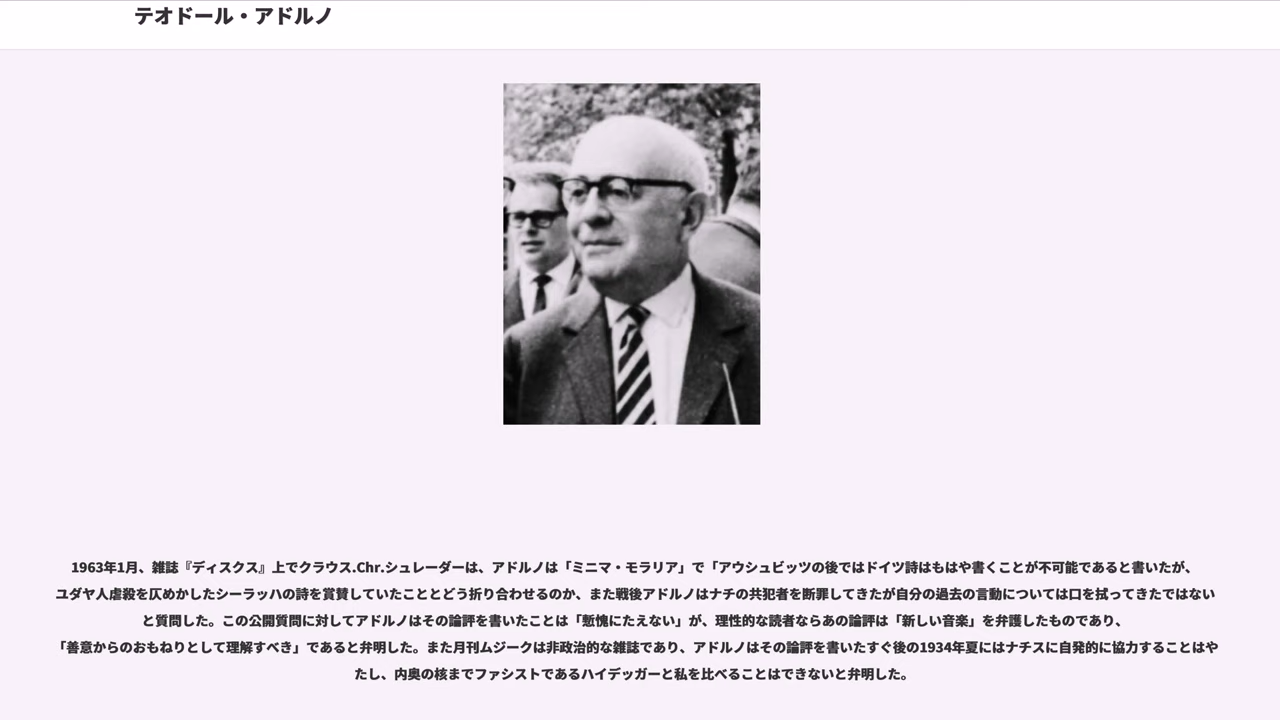 テオドール・アドルノ
1963年1月、雑誌『ディスクス』上でクラウス.Chr.シュレーダーは、アドルノは「ミニマ・モラリア」で「アウシュビッツの後ではドイツ詩はもはや書くことが不可能であると書いたが、
ユダヤ人虐殺を仄めかしたシーラッハの詩を賞賛していたこととどう折り合わせるのか、また戦後アドルノはナチの共犯者を断罪してきたが自分の過去の言動については口を拭ってきたではない
と質問した。この公開質問に対してアドルノはその論評を書いたことは「慙愧にたえない」が、理性的な読者ならあの論評は「新しい音楽」を弁護したものであり、
「善意からのおもねりとして理解すべき」であると弁明した。また月刊ムジークは非政治的な雑誌であり、アドルノはその論評を書いたすぐ後の1934年夏にはナチスに自発的に協力することはや
たし、内奥の核までファシストであるハイデッガーと私を比べることはできないと弁明した。